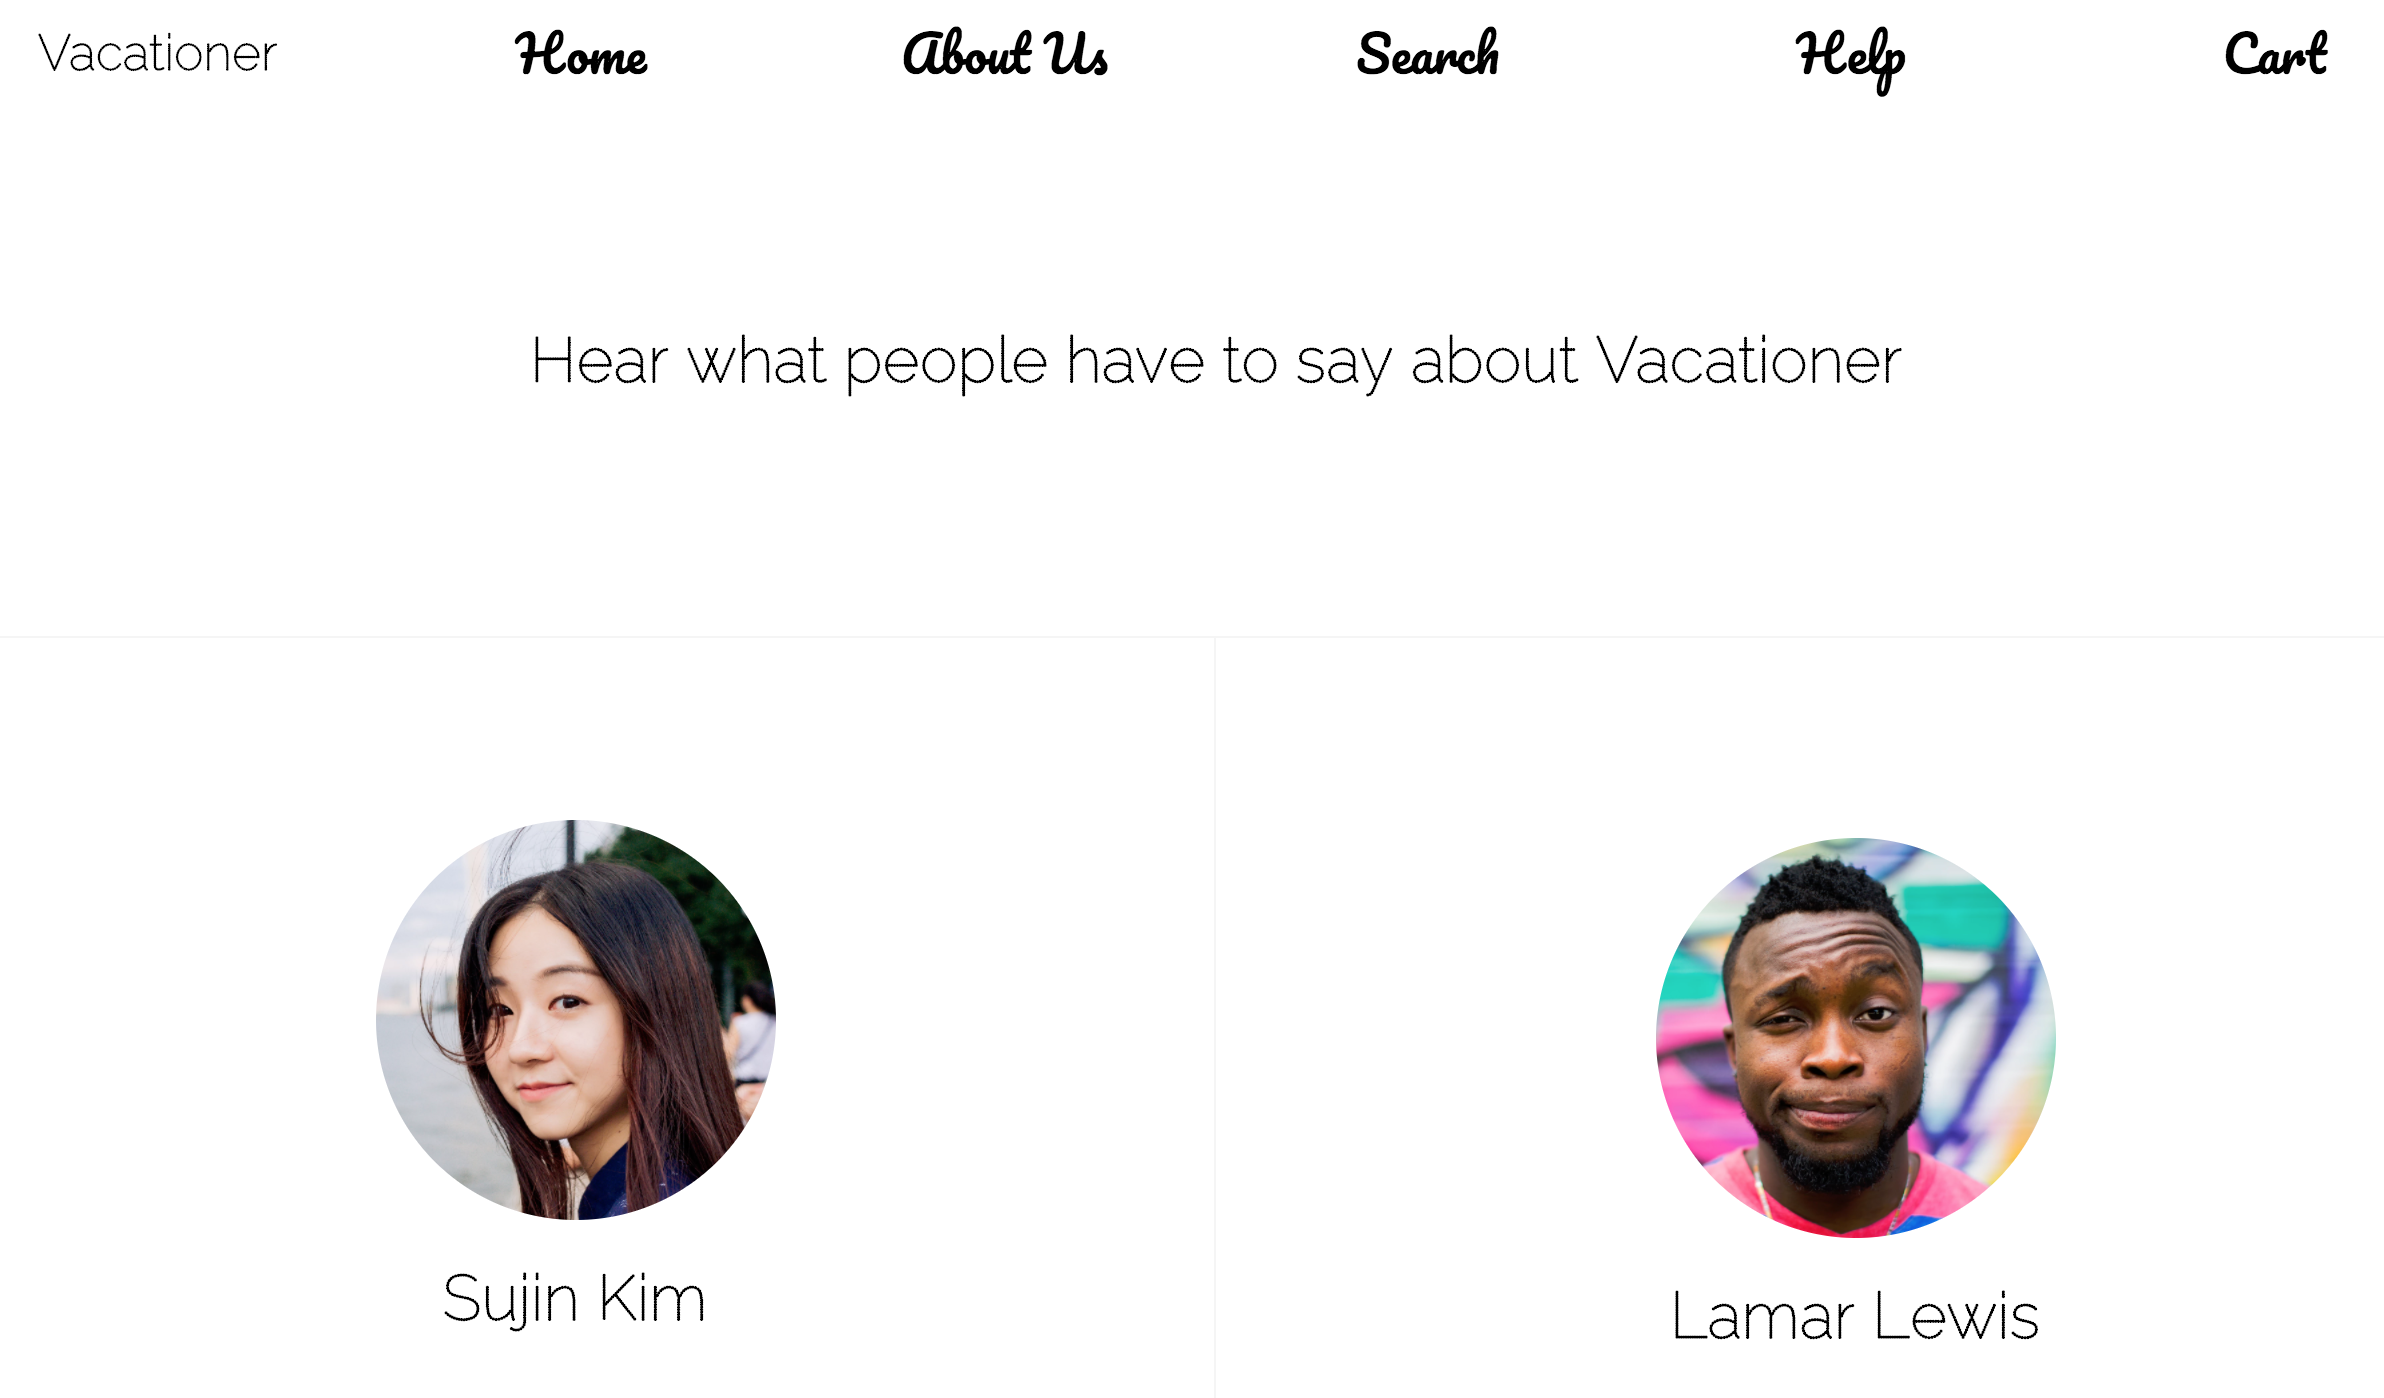 Vacationer Home About Us Search Help Cart
Hear what people have to say about Vacationer
Sujin Kim
Lamar Lewis